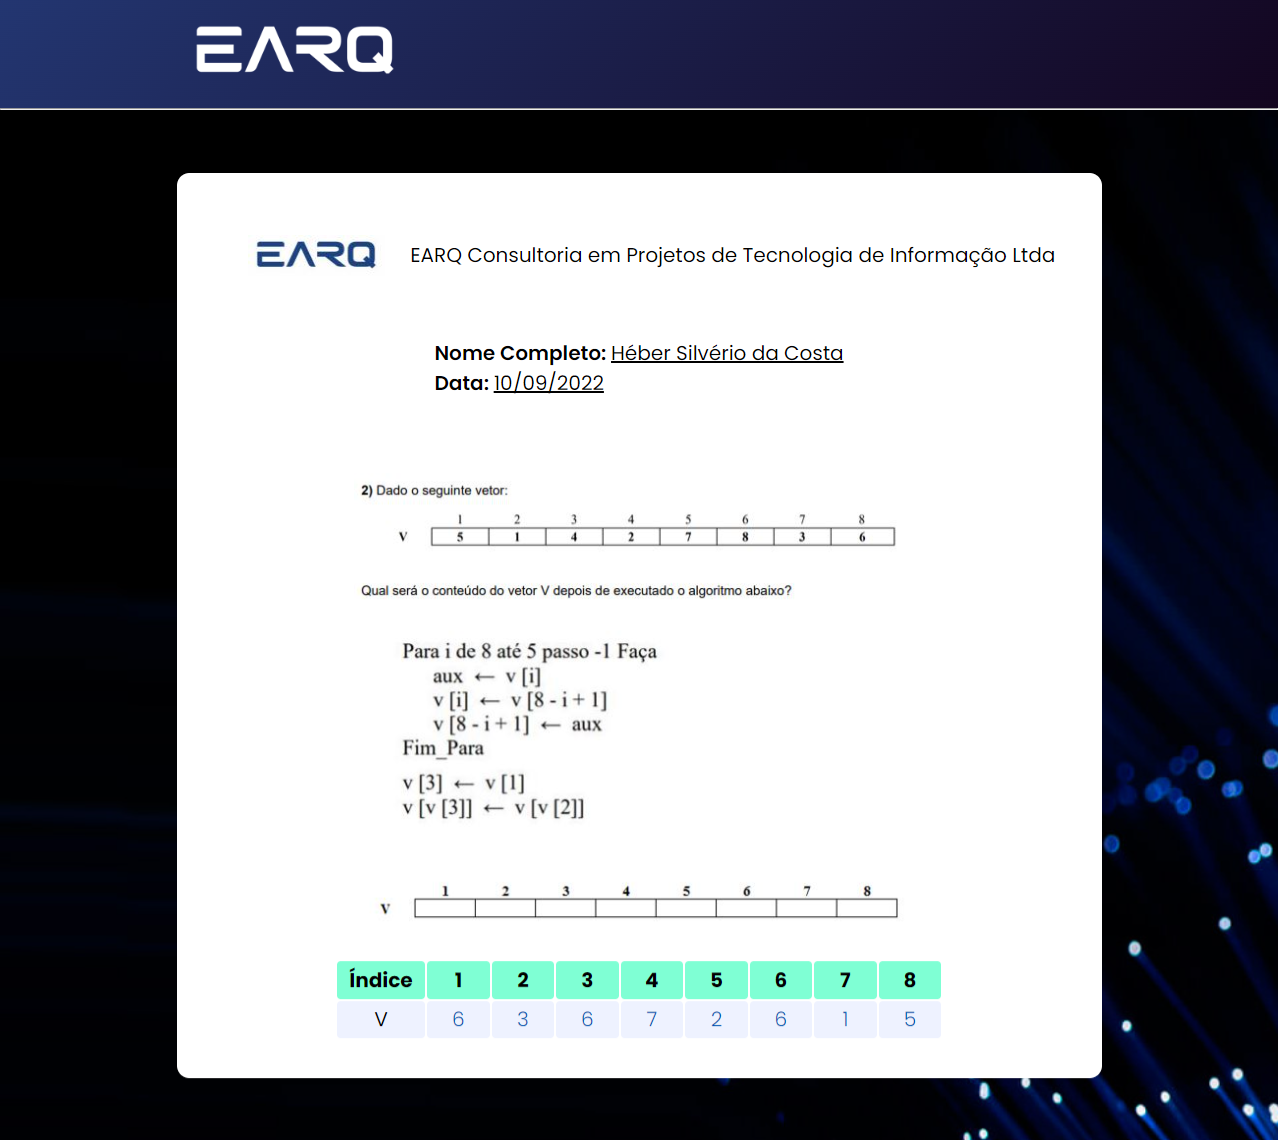 EARQ
EARQ EARQ Consultoria em Projetos de Tecnologia de Informação Ltda
Nome Completo: Héber Silvério da Costa
Data: 10/09/2022
2) Dado o seguinte vetor:
1 2 3 4 5 6 7 8
V 5 1 4 2 7 8 3 6
Qual será o conteúdo do vetor V depois de executado o algoritmo abaixo?
Para i de 8 até 5 passo -1 Faça
aux ← v [i]
v [i] ← v [8 - i + 1]
v [8 - i + 1] ← aux
Fim_Para
v [3] ← v [1]
v [v [3]] ← v [v [2]]
1 2 3 4 5 6 7 8
V
Índice 1 2 3 4 5 6 7 8
V 6 3 6 7 2 6 1 5